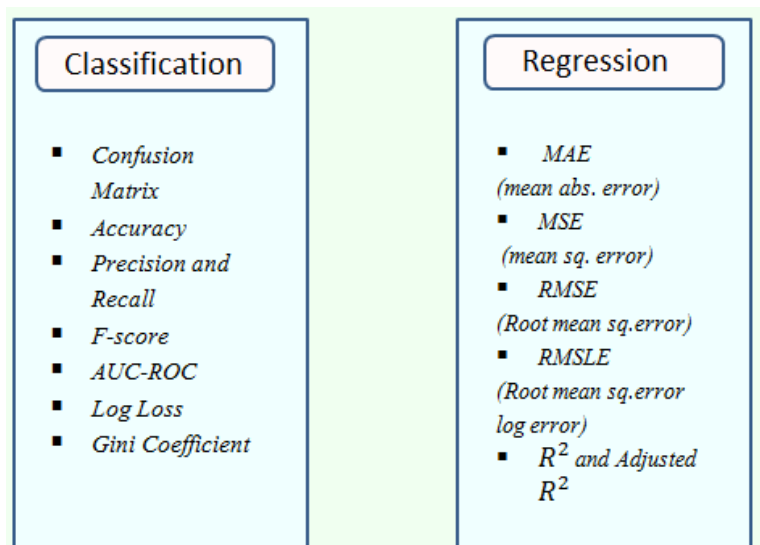 Classification
▪ Confusion
Matrix
▪ Accuracy
▪ Precision and
Recall
▪ F-score
▪ AUC-ROC
▪ Log Loss
▪ Gini Coefficient
Regression
▪ MAE
(mean abs. error)
▪ MSE
(mean sq. error)
▪ RMSE
(Root mean sq.error)
▪ RMSLE
(Root mean sq.error
log error)
▪ R² and Adjusted
R²